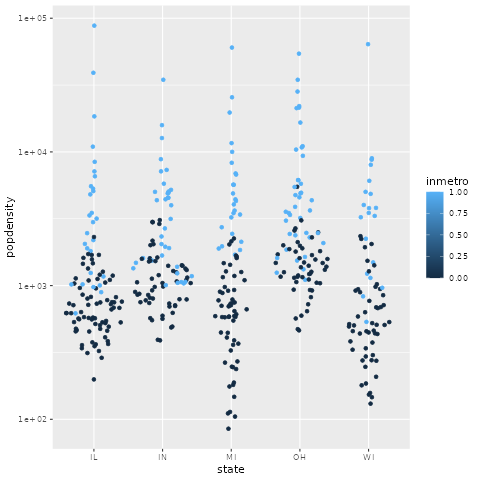 1e+05
1e+04
1e+03
1e+02
popdensity
IL
IN
MI
OH
WI
state
inmetro
1.00
0.75
0.50
0.25
0.00